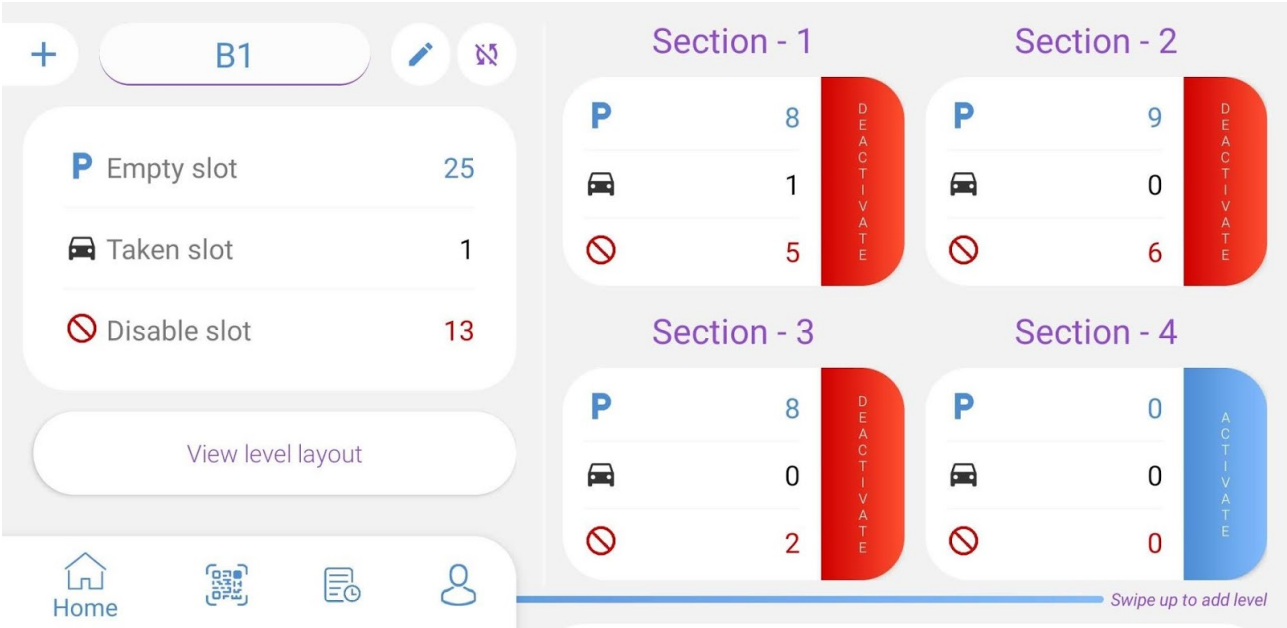 + B1
P Empty slot 25
Taken slot 1
Disable slot 13
View level layout
Home
Section - 1
P 8
1
5
DEACTIVATE
Section - 2
P 9
0
6
DEACTIVATE
Section - 3
P 8
0
2
DEACTIVATE
Section - 4
P 0
0
0
ACTIVATE
Swipe up to add level